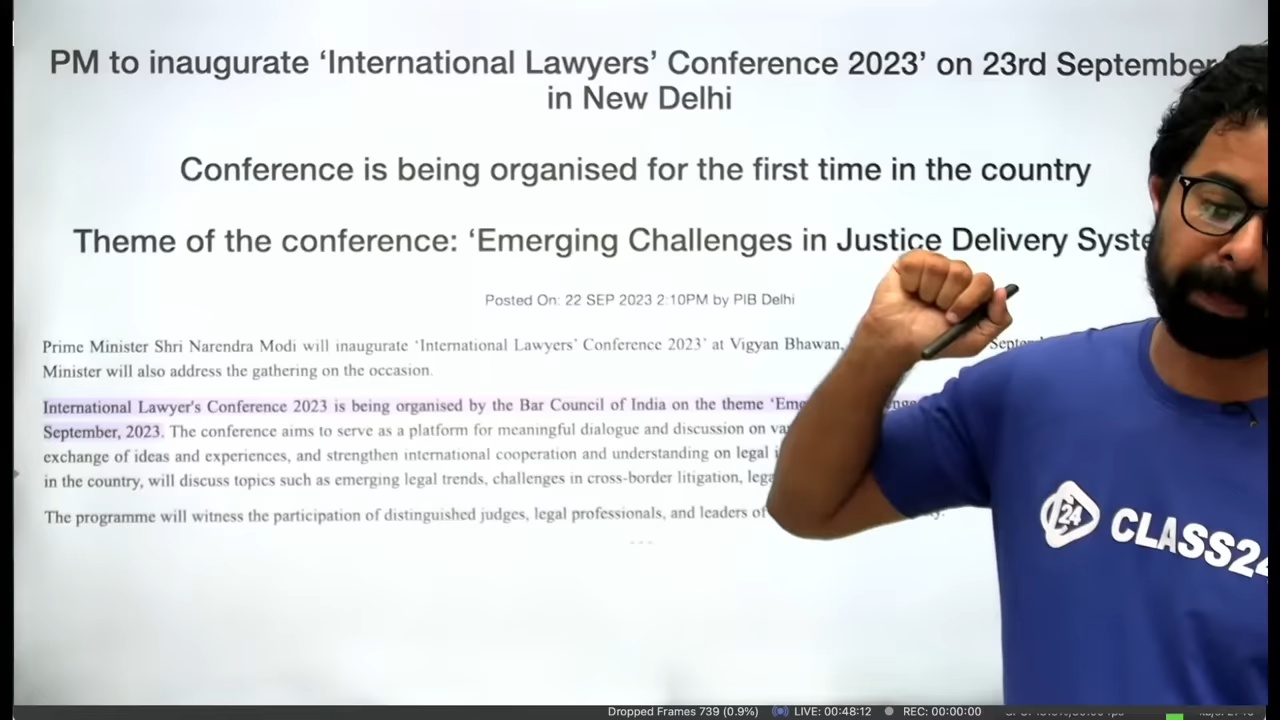 PM to inaugurate ‘International Lawyers’ Conference 2023’ on 23rd September
in New Delhi
Conference is being organised for the first time in the country
Theme of the conference: ‘Emerging Challenges in Justice Delivery Syste
Posted On: 22 SEP 2023 2:10PM by PIB Delhi
Prime Minister Shri Narendra Modi will inaugurate ‘International Lawyers’ Conference 2023’ at Vigyan Bhawan,
Minister will also address the gathering on the occasion.
International Lawyer's Conference 2023 is being organised by the Bar Council of India on the theme ‘Eme
September, 2023. The conference aims to serve as a platform for meaningful dialogue and discussion on va
exchange of ideas and experiences, and strengthen international cooperation and understanding on legal i
in the country, will discuss topics such as emerging legal trends, challenges in cross-border litigation, lega
The programme will witness the participation of distinguished judges, legal professionals, and leaders of
24 CLASS24
Dropped Frames 739 (0.9%) LIVE: 00:48:12 REC: 00:00:00